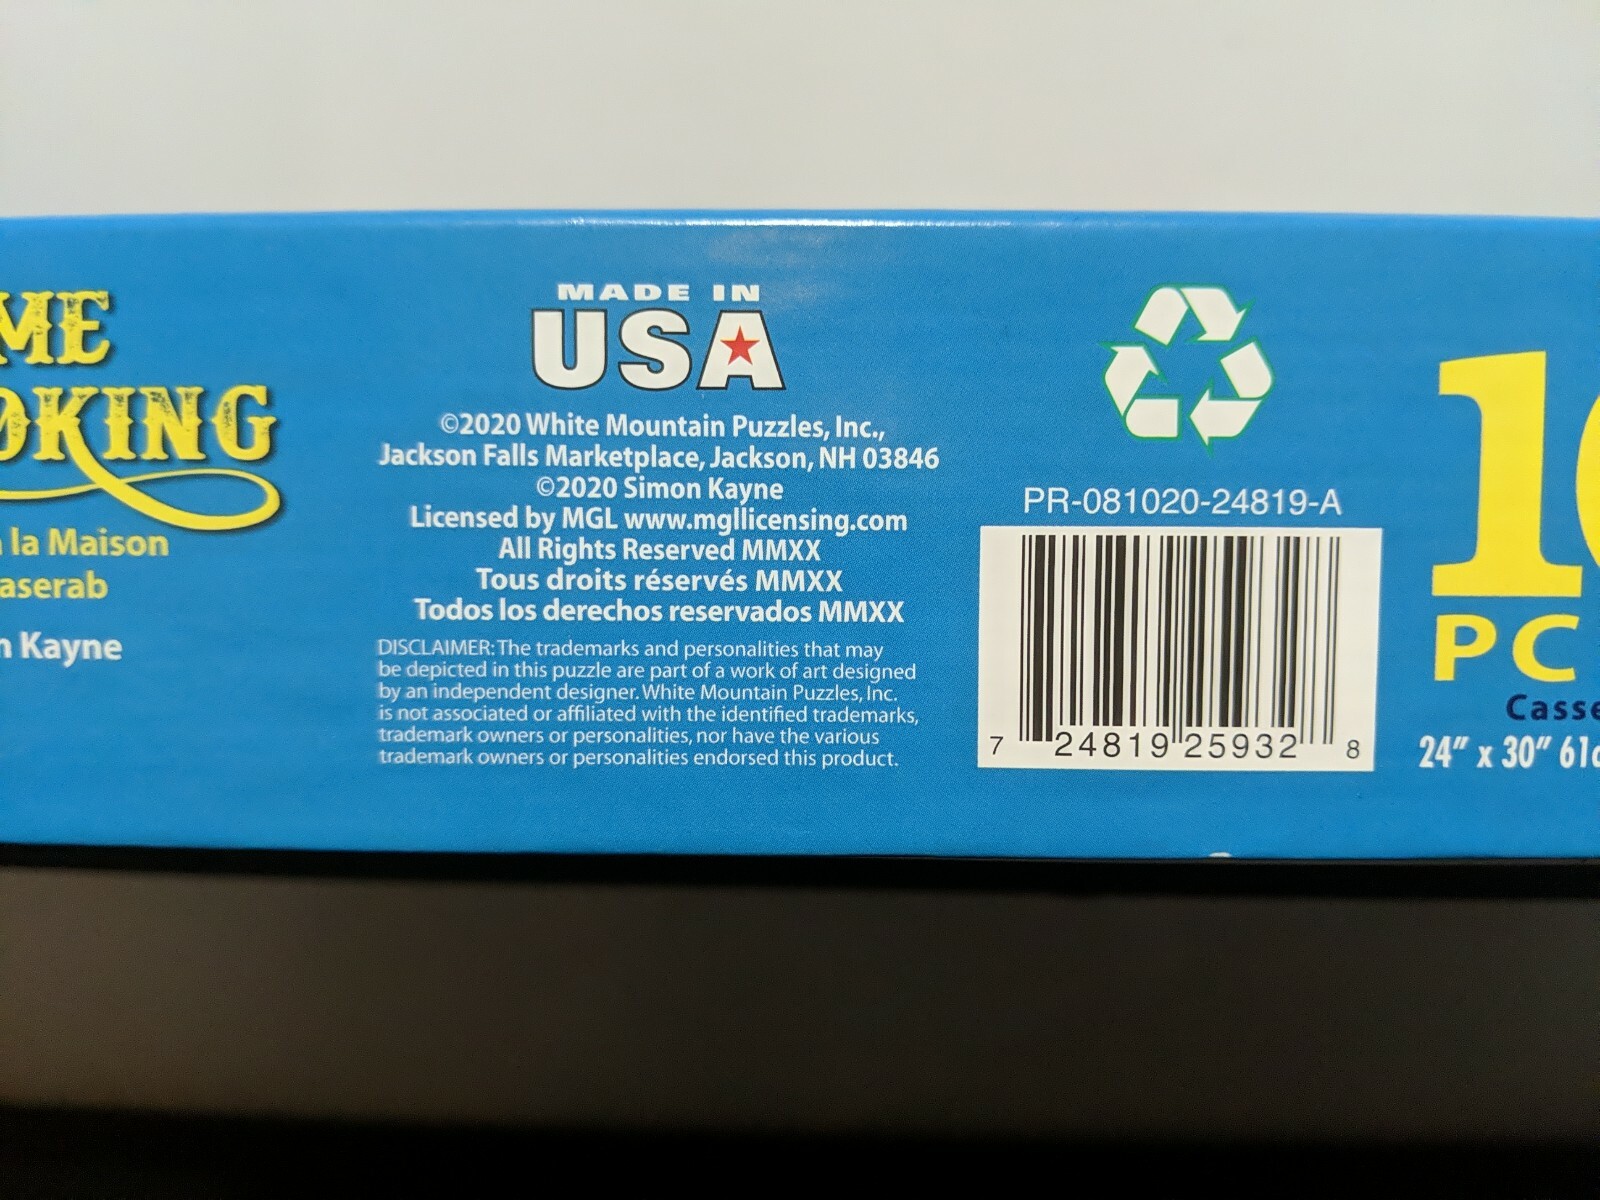 ME
OKING
la Maison
aserab
n Kayne
MADE IN
USA
©2020 White Mountain Puzzles, Inc.,
Jackson Falls Marketplace, Jackson, NH 03846
©2020 Simon Kayne
Licensed by MGL www.mgllicensing.com
All Rights Reserved MMXX
Tous droits réservés MMXX
Todos los derechos reservados MMXX
DISCLAIMER: The trademarks and personalities that may
be depicted in this puzzle are part of a work of art designed
by an independent designer. White Mountain Puzzles, Inc.
is not associated or affiliated with the identified trademarks,
trademark owners or personalities, nor have the various
trademark owners or personalities endorsed this product.
PR-081020-24819-A
7 24819 25932 8
1
PC
Casse
24” x 30” 61